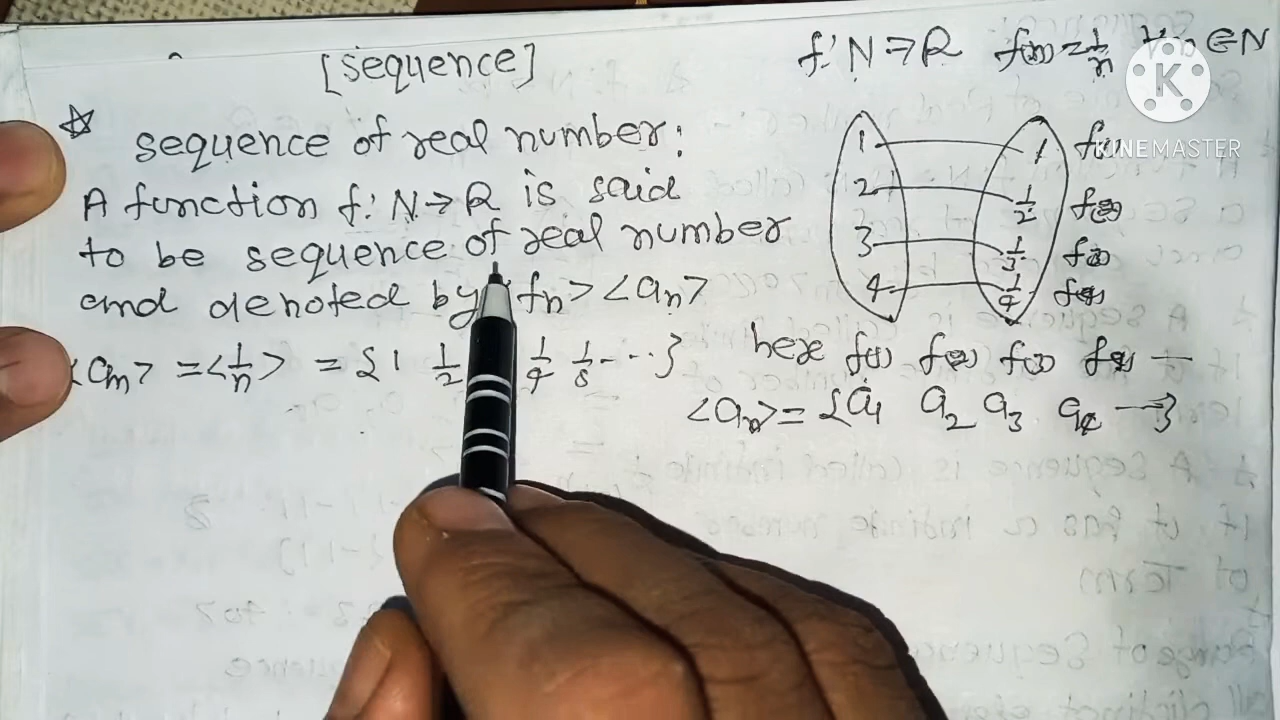 [sequence]
f: N → R f(n) = 1/n ∀ n ∈ N
☆ sequence of real number:
A function f: N → R is said
to be sequence of real number
and denoted by fn> <an>
<an> = <1/n> = {1 1/2 1/4 1/5 -...}
1 1 f(1)
2 1/2 f(2)
3 1/3 f(3)
4 1/4 f(4)
here f(1) f(2) f(3) f(4) —
<an> = {a1 a2 a3 a4 —}
K
KINEMASTER